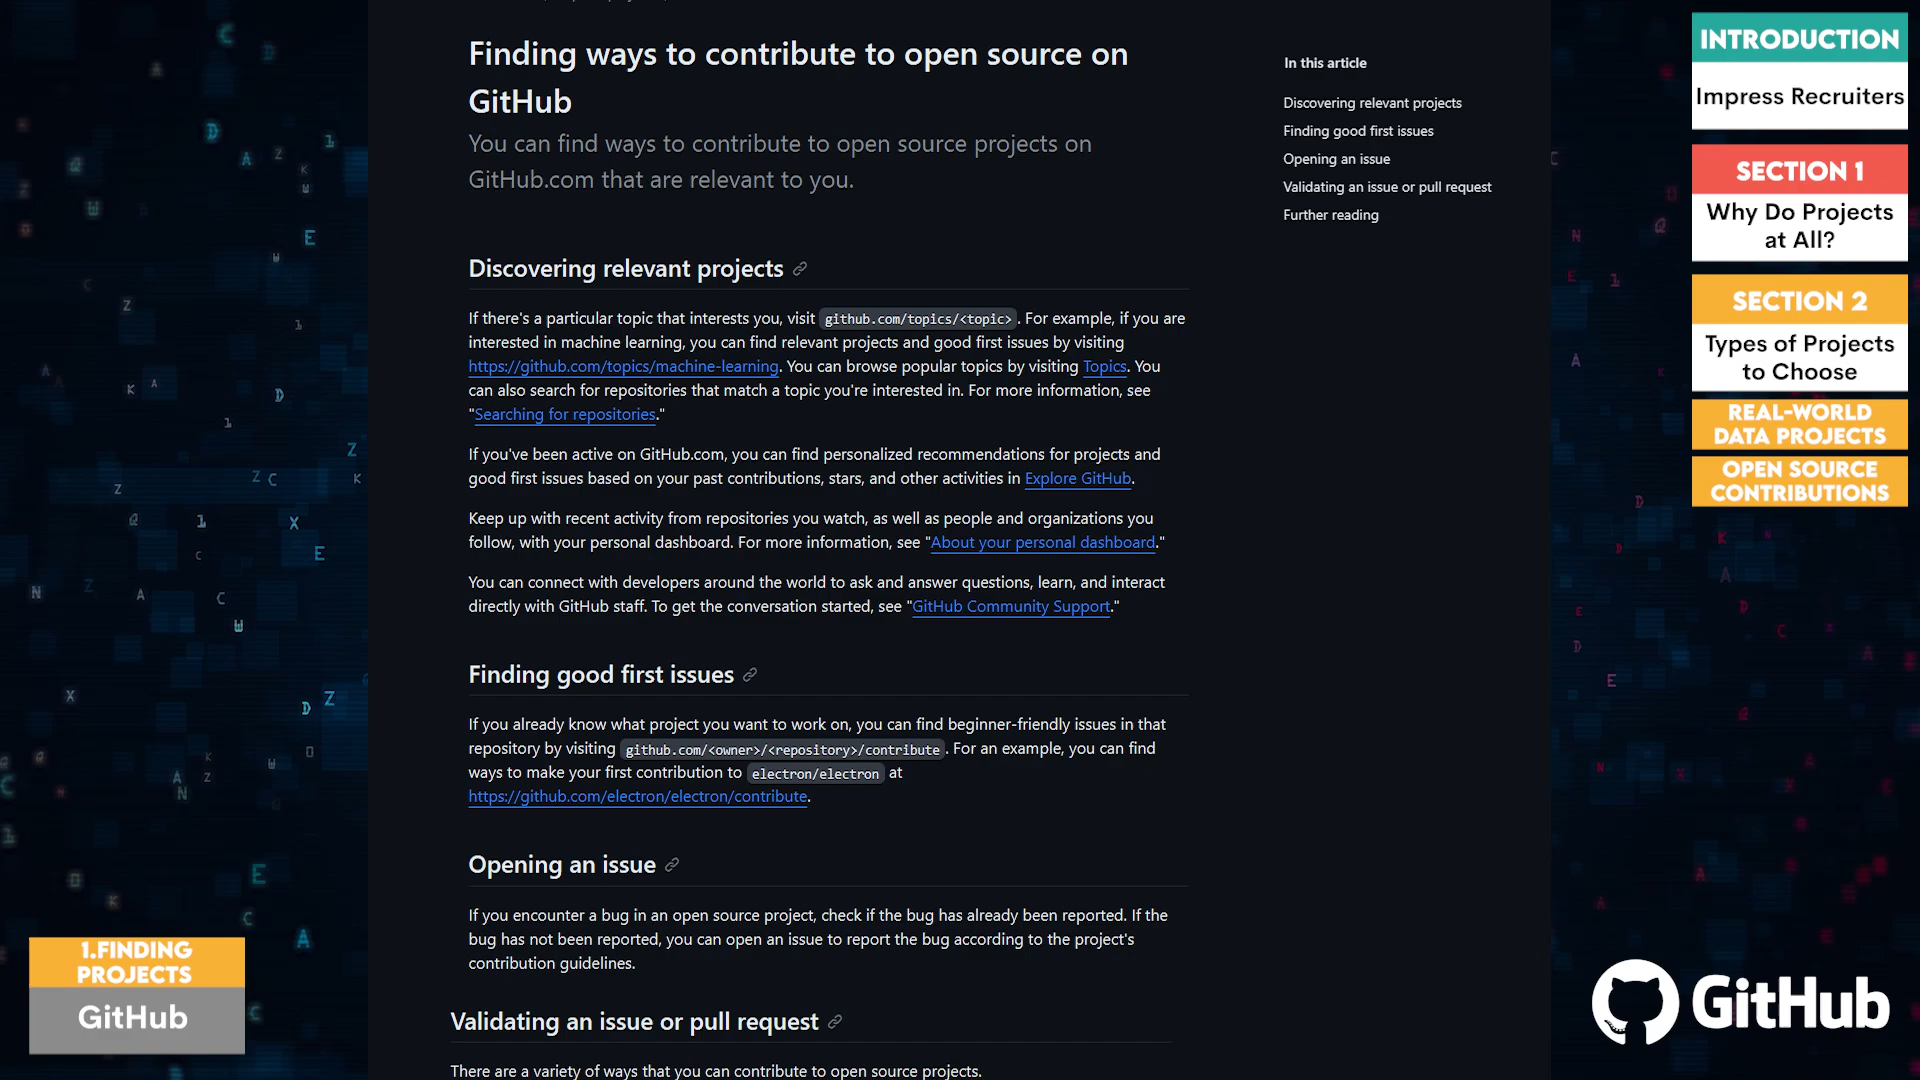 Finding ways to contribute to open source on
GitHub
You can find ways to contribute to open source projects on
GitHub.com that are relevant to you.
Discovering relevant projects
If there's a particular topic that interests you, visit github.com/topics/<topic>. For example, if you are
interested in machine learning, you can find relevant projects and good first issues by visiting
https://github.com/topics/machine-learning. You can browse popular topics by visiting Topics. You
can also search for repositories that match a topic you're interested in. For more information, see
"Searching for repositories."
If you've been active on GitHub.com, you can find personalized recommendations for projects and
good first issues based on your past contributions, stars, and other activities in Explore GitHub.
Keep up with recent activity from repositories you watch, as well as people and organizations you
follow, with your personal dashboard. For more information, see "About your personal dashboard."
You can connect with developers around the world to ask and answer questions, learn, and interact
directly with GitHub staff. To get the conversation started, see "GitHub Community Support."
Finding good first issues
If you already know what project you want to work on, you can find beginner-friendly issues in that
repository by visiting github.com/<owner>/<repository>/contribute. For an example, you can find
ways to make your first contribution to electron/electron at
https://github.com/electron/electron/contribute.
Opening an issue
If you encounter a bug in an open source project, check if the bug has already been reported. If the
bug has not been reported, you can open an issue to report the bug according to the project's
contribution guidelines.
Validating an issue or pull request
There are a variety of ways that you can contribute to open source projects.
In this article
Discovering relevant projects
Finding good first issues
Opening an issue
Validating an issue or pull request
Further reading
INTRODUCTION
Impress Recruiters
SECTION 1
Why Do Projects
at All?
SECTION 2
Types of Projects
to Choose
REAL-WORLD
DATA PROJECTS
OPEN SOURCE
CONTRIBUTIONS
1.FINDING
PROJECTS
GitHub
GitHub